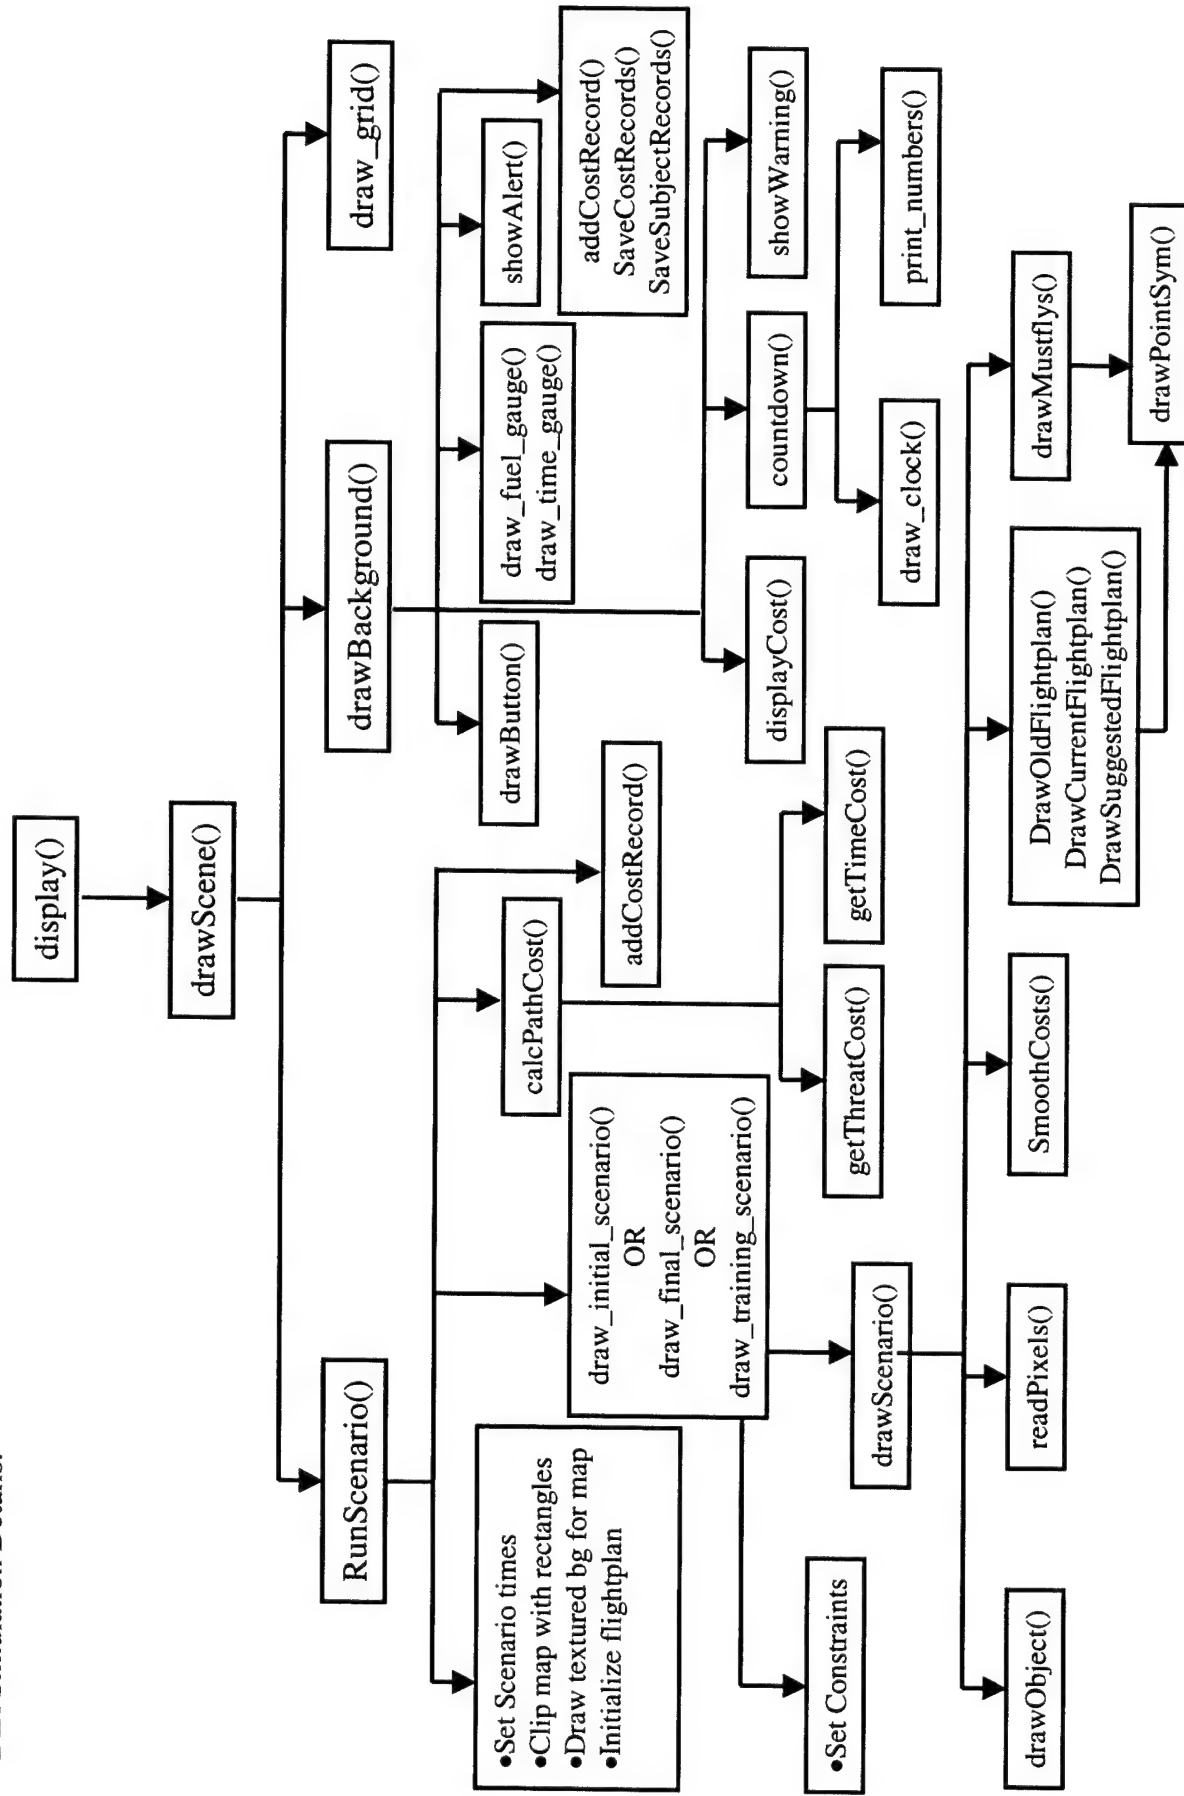 display()
drawScene()
RunScenario()
drawBackground()
draw_grid()
•Set Scenario times
•Clip map with rectangles
•Draw textured bg for map
•Initialize flightplan
calcPathCost()
drawButton()
draw_fuel_gauge()
draw_time_gauge()
showAlert()
draw_initial_scenario()
OR
draw_final_scenario()
OR
draw_training_scenario()
addCostRecord()
addCostRecord()
SaveCostRecords()
SaveSubjectRecords()
displayCost()
countdown()
showWarning()
•Set Constraints
drawScenario()
getThreatCost()
getTimeCost()
draw_clock()
print_numbers()
drawObject()
readPixels()
SmoothCosts()
DrawOldFlightplan()
DrawCurrentFlightplan()
DrawSuggestedFlightplan()
drawMustflys()
drawPointSym()